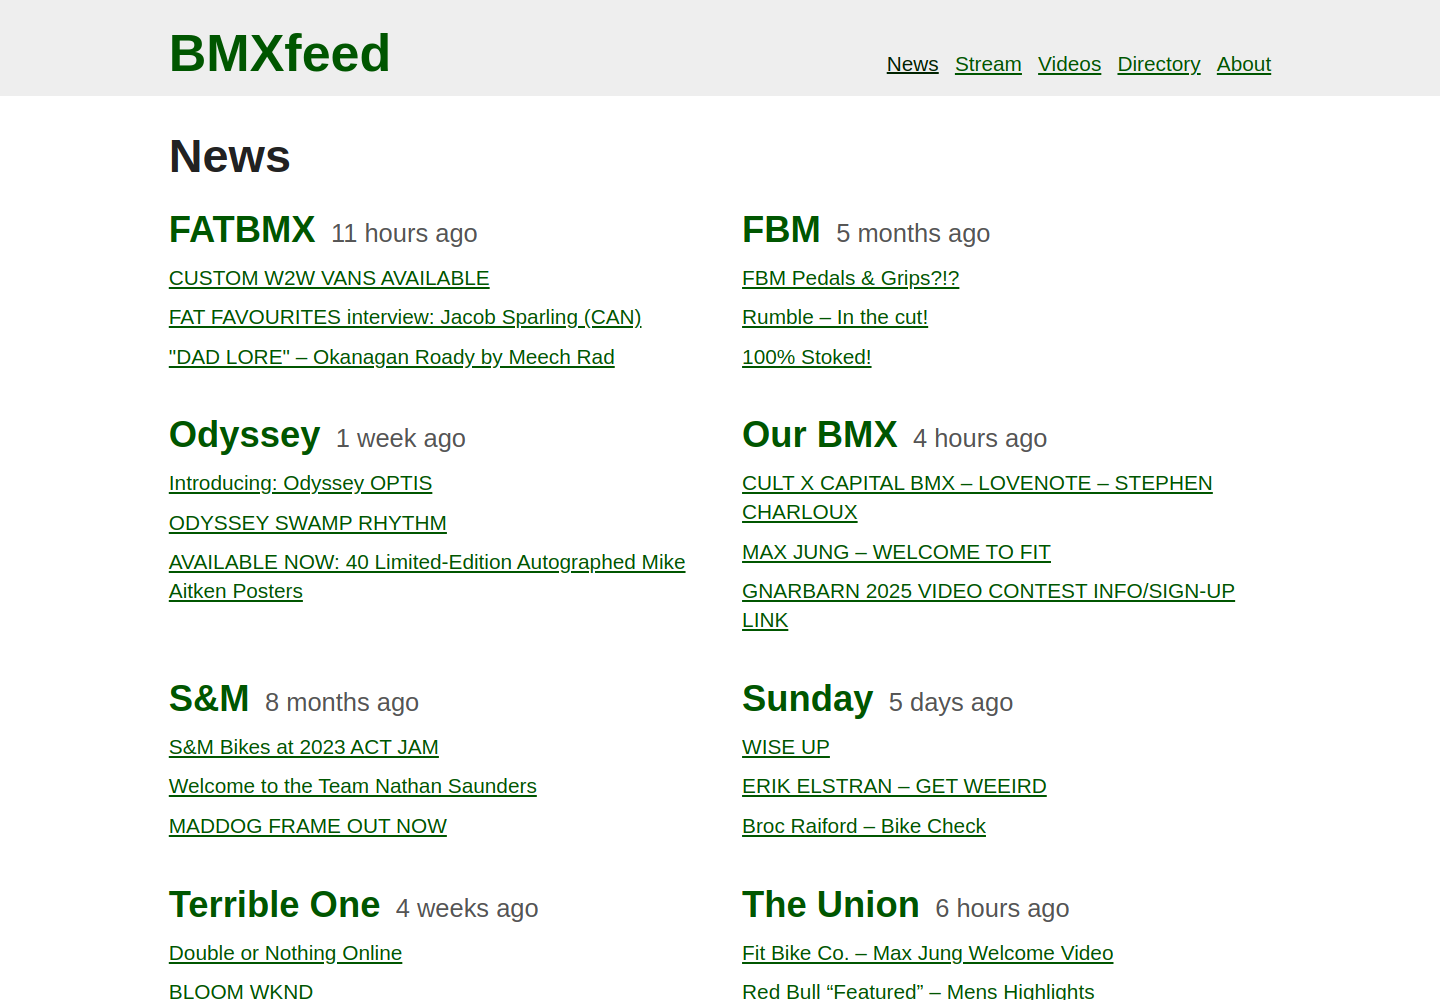 BMXfeed
News Stream Videos Directory About
News
FATBMX 11 hours ago
CUSTOM W2W VANS AVAILABLE
FAT FAVOURITES interview: Jacob Sparling (CAN)
"DAD LORE" – Okanagan Roady by Meech Rad
FBM 5 months ago
FBM Pedals & Grips?!?
Rumble – In the cut!
100% Stoked!
Odyssey 1 week ago
Introducing: Odyssey OPTIS
ODYSSEY SWAMP RHYTHM
AVAILABLE NOW: 40 Limited-Edition Autographed Mike
Aitken Posters
Our BMX 4 hours ago
CULT X CAPITAL BMX – LOVENOTE – STEPHEN
CHARLOUX
MAX JUNG – WELCOME TO FIT
GNARBARN 2025 VIDEO CONTEST INFO/SIGN-UP
LINK
S&M 8 months ago
S&M Bikes at 2023 ACT JAM
Welcome to the Team Nathan Saunders
MADDOG FRAME OUT NOW
Sunday 5 days ago
WISE UP
ERIK ELSTRAN – GET WEEIRD
Broc Raiford – Bike Check
Terrible One 4 weeks ago
Double or Nothing Online
BLOOM WKND
The Union 6 hours ago
Fit Bike Co. – Max Jung Welcome Video
Red Bull “Featured” – Mens Highlights